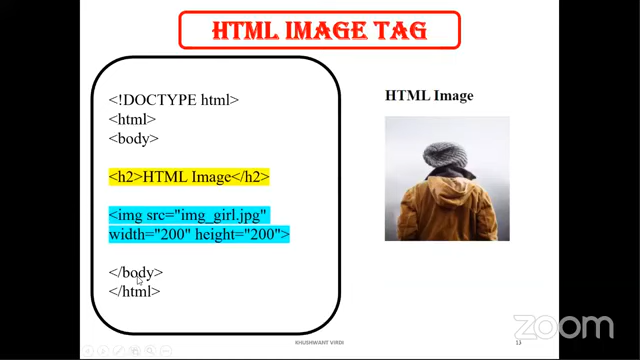 HTML IMAGE TAG
<!DOCTYPE html>
<html>
<body>
<h2>HTML Image</h2>
<img src="img_girl.jpg"
width="200" height="200">
</body>
</html>
HTML Image
KHUSHWANT VIRDI
13
zoom